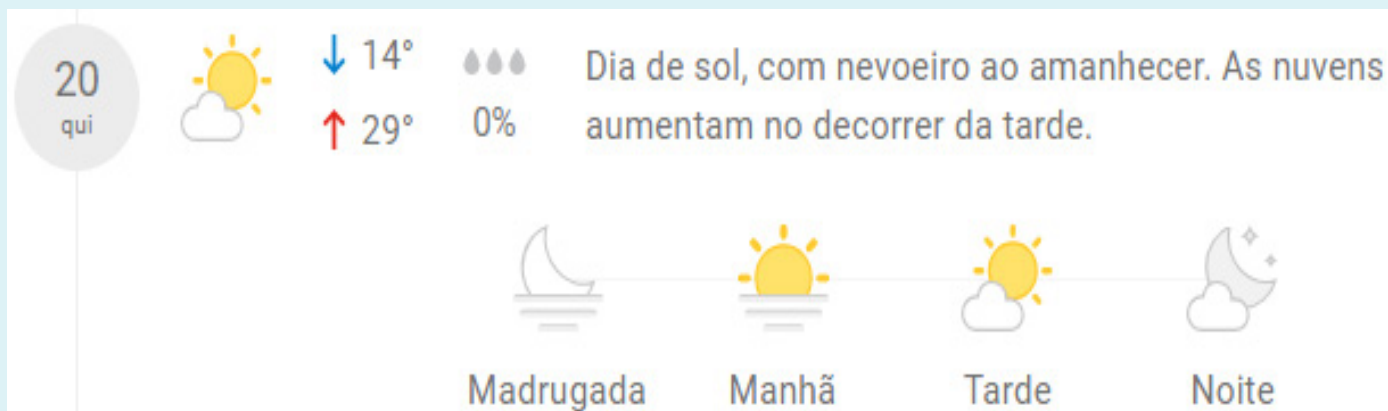 20
qui
14°
29°
0%
Dia de sol, com nevoeiro ao amanhecer. As nuvens
aumentam no decorrer da tarde.
Madrugada Manhã Tarde Noite